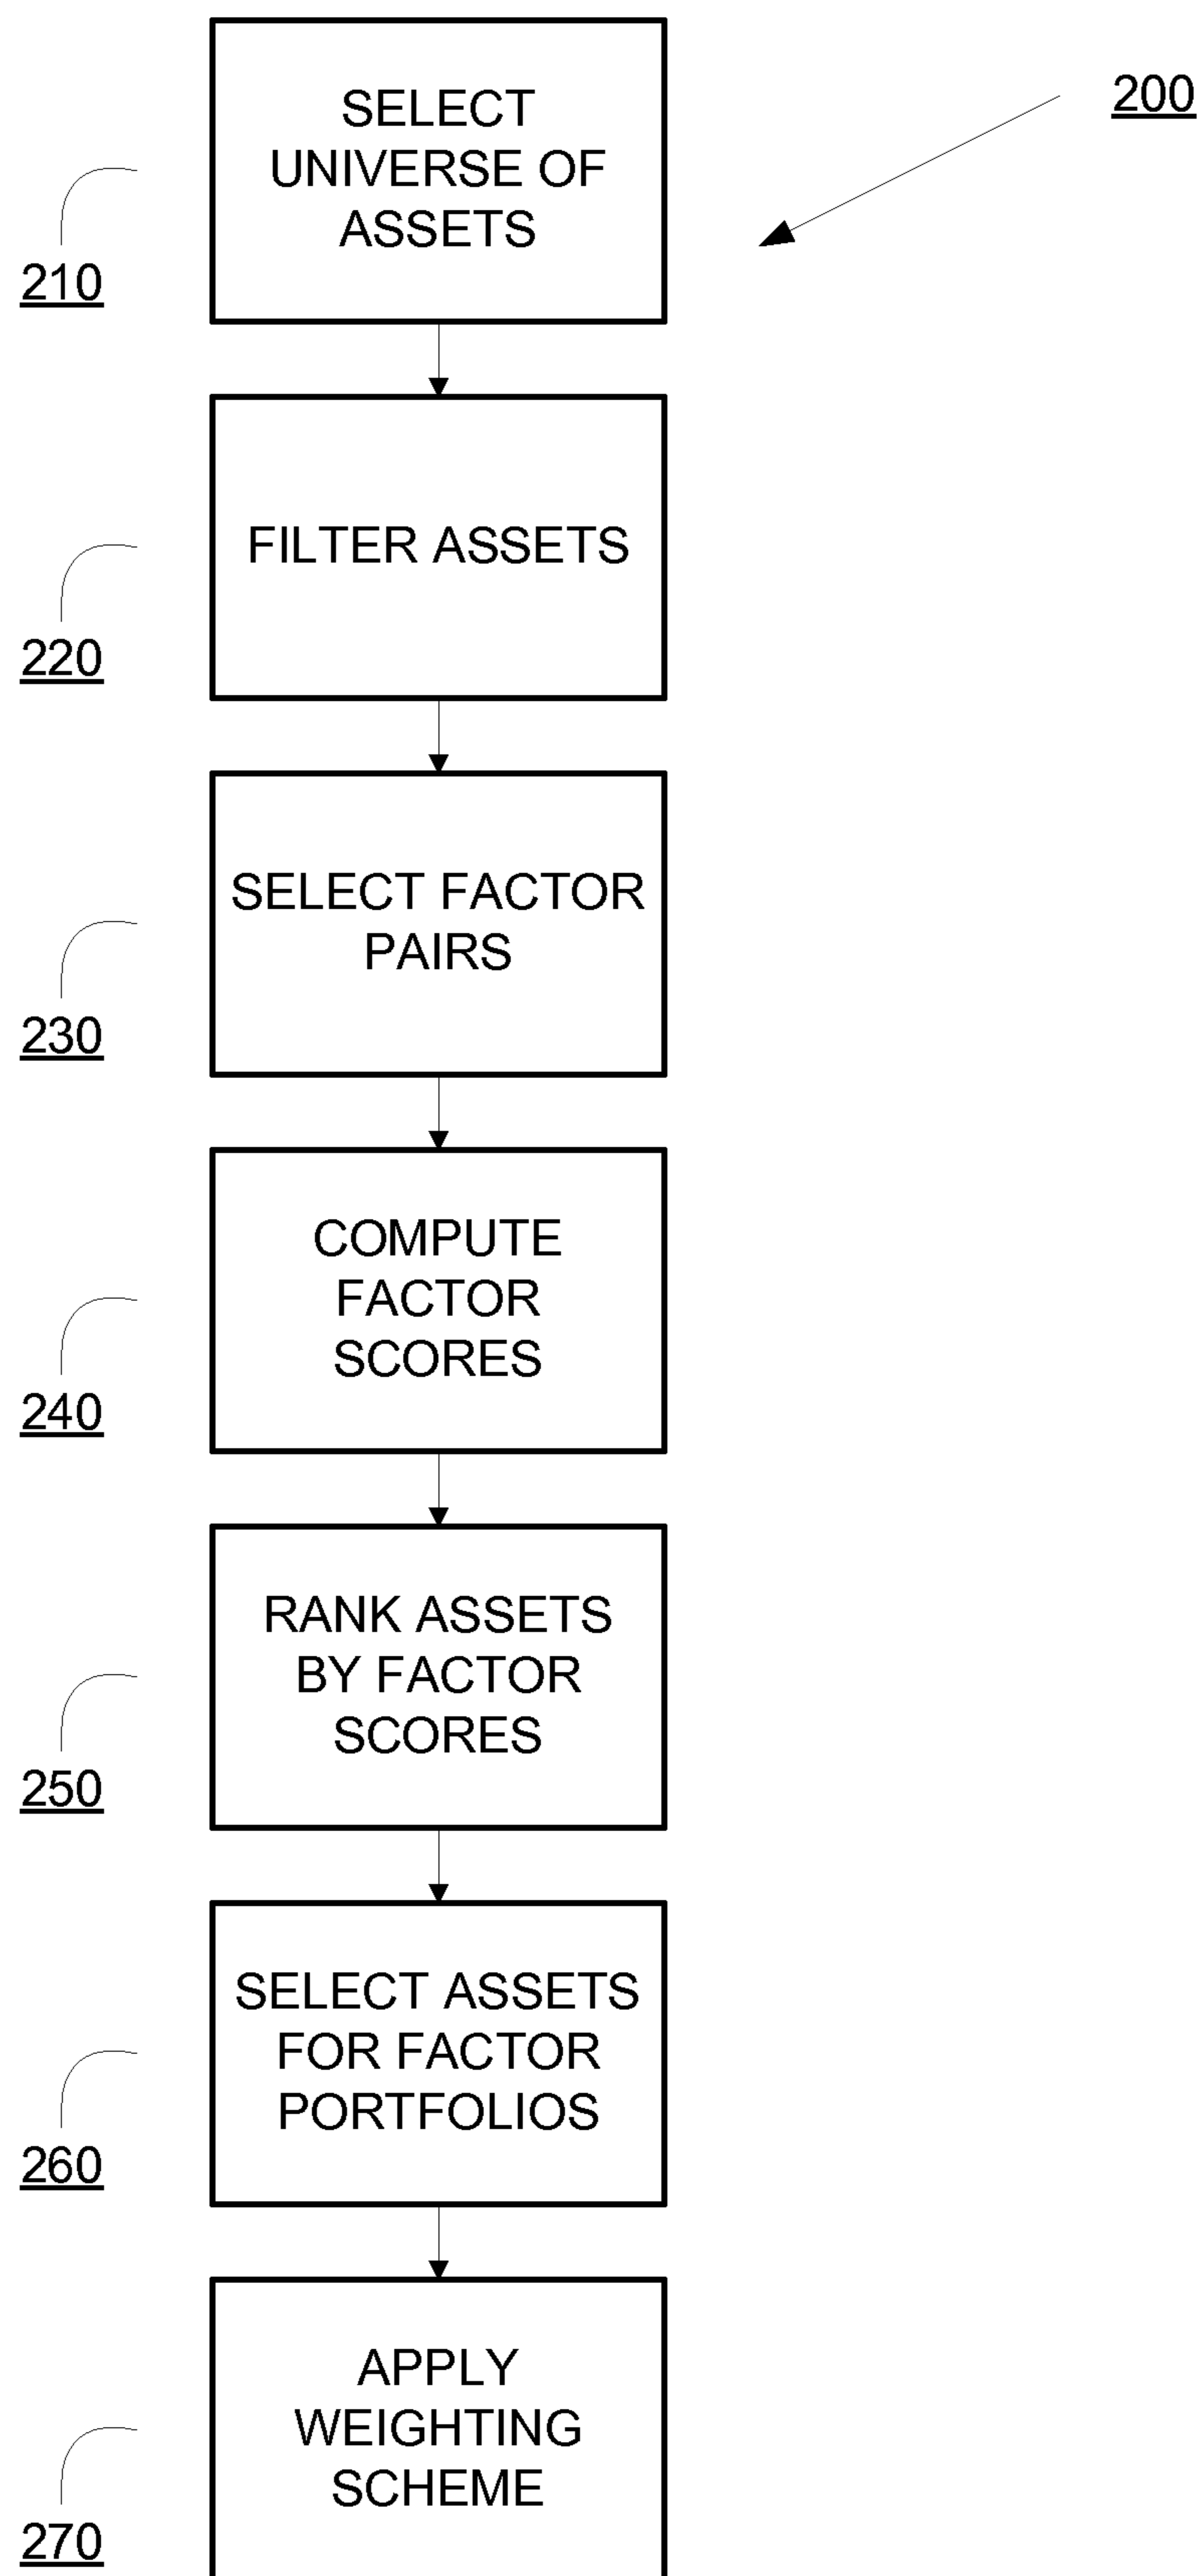 200
SELECT
UNIVERSE OF
ASSETS
210
FILTER ASSETS
220
SELECT FACTOR
PAIRS
230
COMPUTE
FACTOR
SCORES
240
RANK ASSETS
BY FACTOR
SCORES
250
SELECT ASSETS
FOR FACTOR
PORTFOLIOS
260
APPLY
WEIGHTING
SCHEME
270